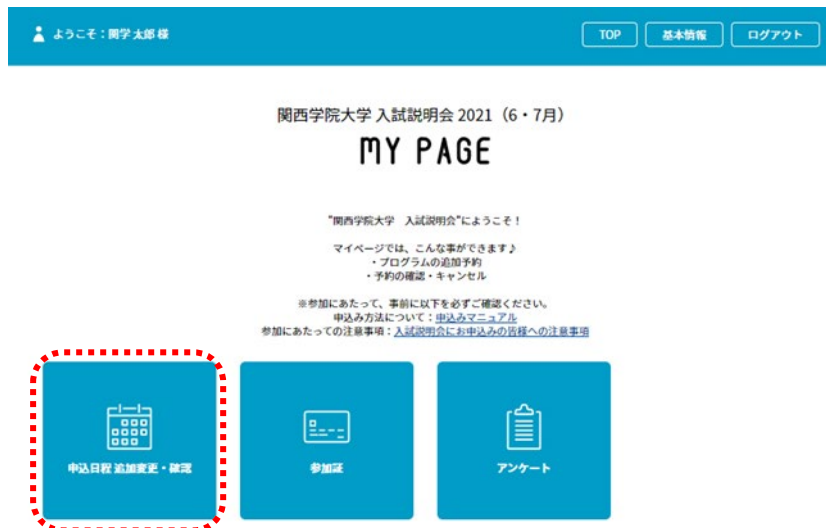 ようこそ：関学太郎 様
TOP 基本情報 ログアウト
関西学院大学 入試説明会 2021（6・7月）
MY PAGE
"関西学院大学　入試説明会"にようこそ！
マイページでは、こんな事ができます♪
・プログラムの追加予約
・予約の確認・キャンセル
※参加にあたって、事前に以下を必ずご確認ください。
申込み方法について：申込みマニュアル
参加にあたっての注意事項：入試説明会にお申込みの皆様への注意事項
申込日程 追加変更・確認
参加証
アンケート